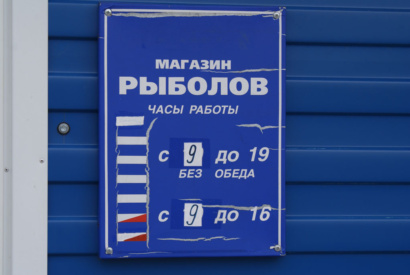 МАГАЗИН
РЫБОЛОВ
ЧАСЫ РАБОТЫ
с 9 до 19
БЕЗ ОБЕДА
с 9 до 16